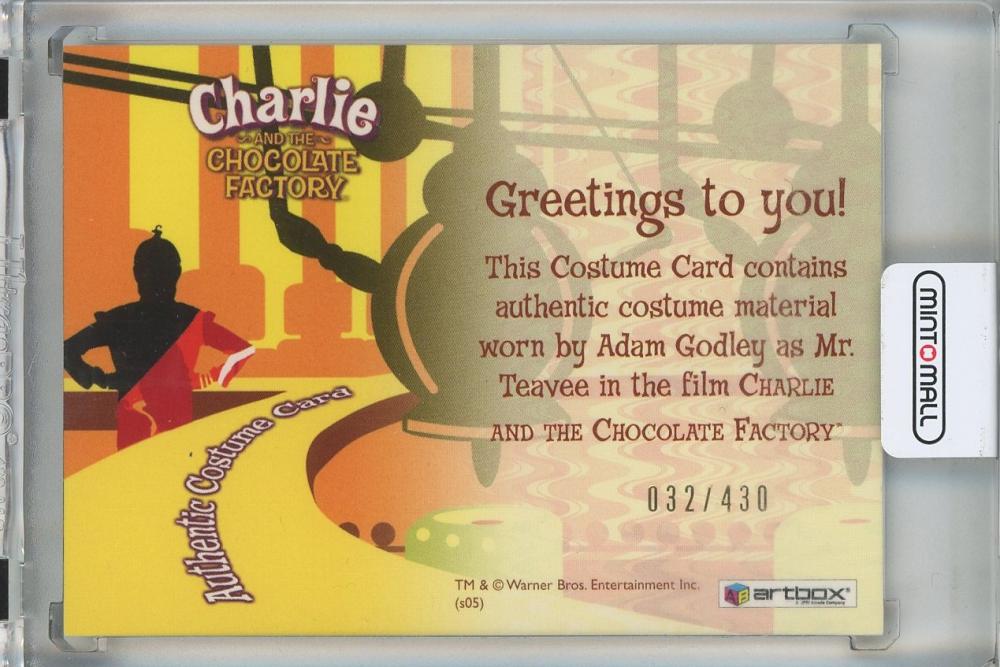 Charlie
AND THE
CHOCOLATE
FACTORY
Greetings to you!
This Costume Card contains
authentic costume material
worn by Adam Godley as Mr.
Teavee in the film CHARLIE
AND THE CHOCOLATE FACTORY
Authentic Costume Card
032/430
TM & © Warner Bros. Entertainment Inc.
(s05)
artbox
MINT MALL